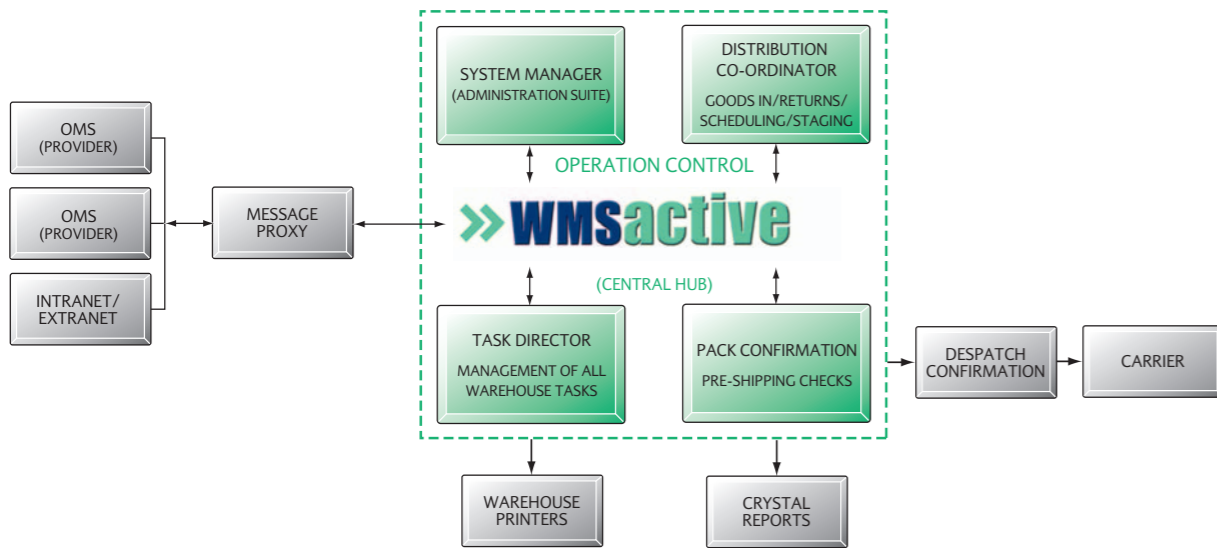 SYSTEM MANAGER
(ADMINISTRATION SUITE)
DISTRIBUTION
CO-ORDINATOR
GOODS IN/RETURNS/
SCHEDULING/STAGING
OMS
(PROVIDER)
OMS
(PROVIDER)
INTRANET/
EXTRANET
MESSAGE
PROXY
OPERATION CONTROL
WMSactive
(CENTRAL HUB)
TASK DIRECTOR
MANAGEMENT OF ALL
WAREHOUSE TASKS
PACK CONFIRMATION
PRE-SHIPPING CHECKS
DESPATCH
CONFIRMATION
CARRIER
WAREHOUSE
PRINTERS
CRYSTAL
REPORTS